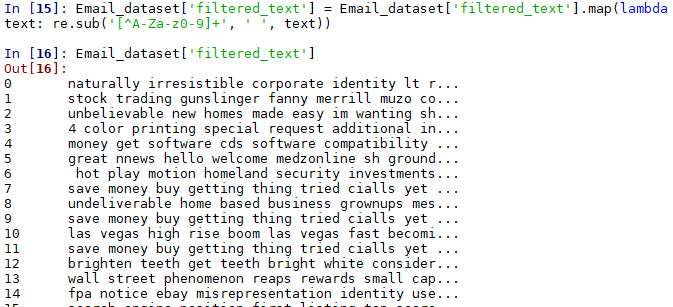 In [15]: Email_dataset['filtered_text'] = Email_dataset['filtered_text'].map(lambda
text: re.sub('[^A-Za-z0-9]+', ' ', text))
In [16]: Email_dataset['filtered_text']
Out[16]:
0 naturally irresistible corporate identity lt r...
1 stock trading gunslinger fanny merrill muzo co...
2 unbelievable new homes made easy im wanting sh...
3 4 color printing special request additional in...
4 money get software cds software compatibility ...
5 great nnews hello welcome medzonline sh ground...
6 hot play motion homeland security investments...
7 save money buy getting thing tried cialls yet ...
8 undeliverable home based business grownups mes...
9 save money buy getting thing tried cialls yet ...
10 las vegas high rise boom las vegas fast becomi...
11 save money buy getting thing tried cialls yet ...
12 brighten teeth get teeth bright white consider...
13 wall street phenomenon reaps rewards small cap...
14 fpa notice ebay misrepresentation identity use...